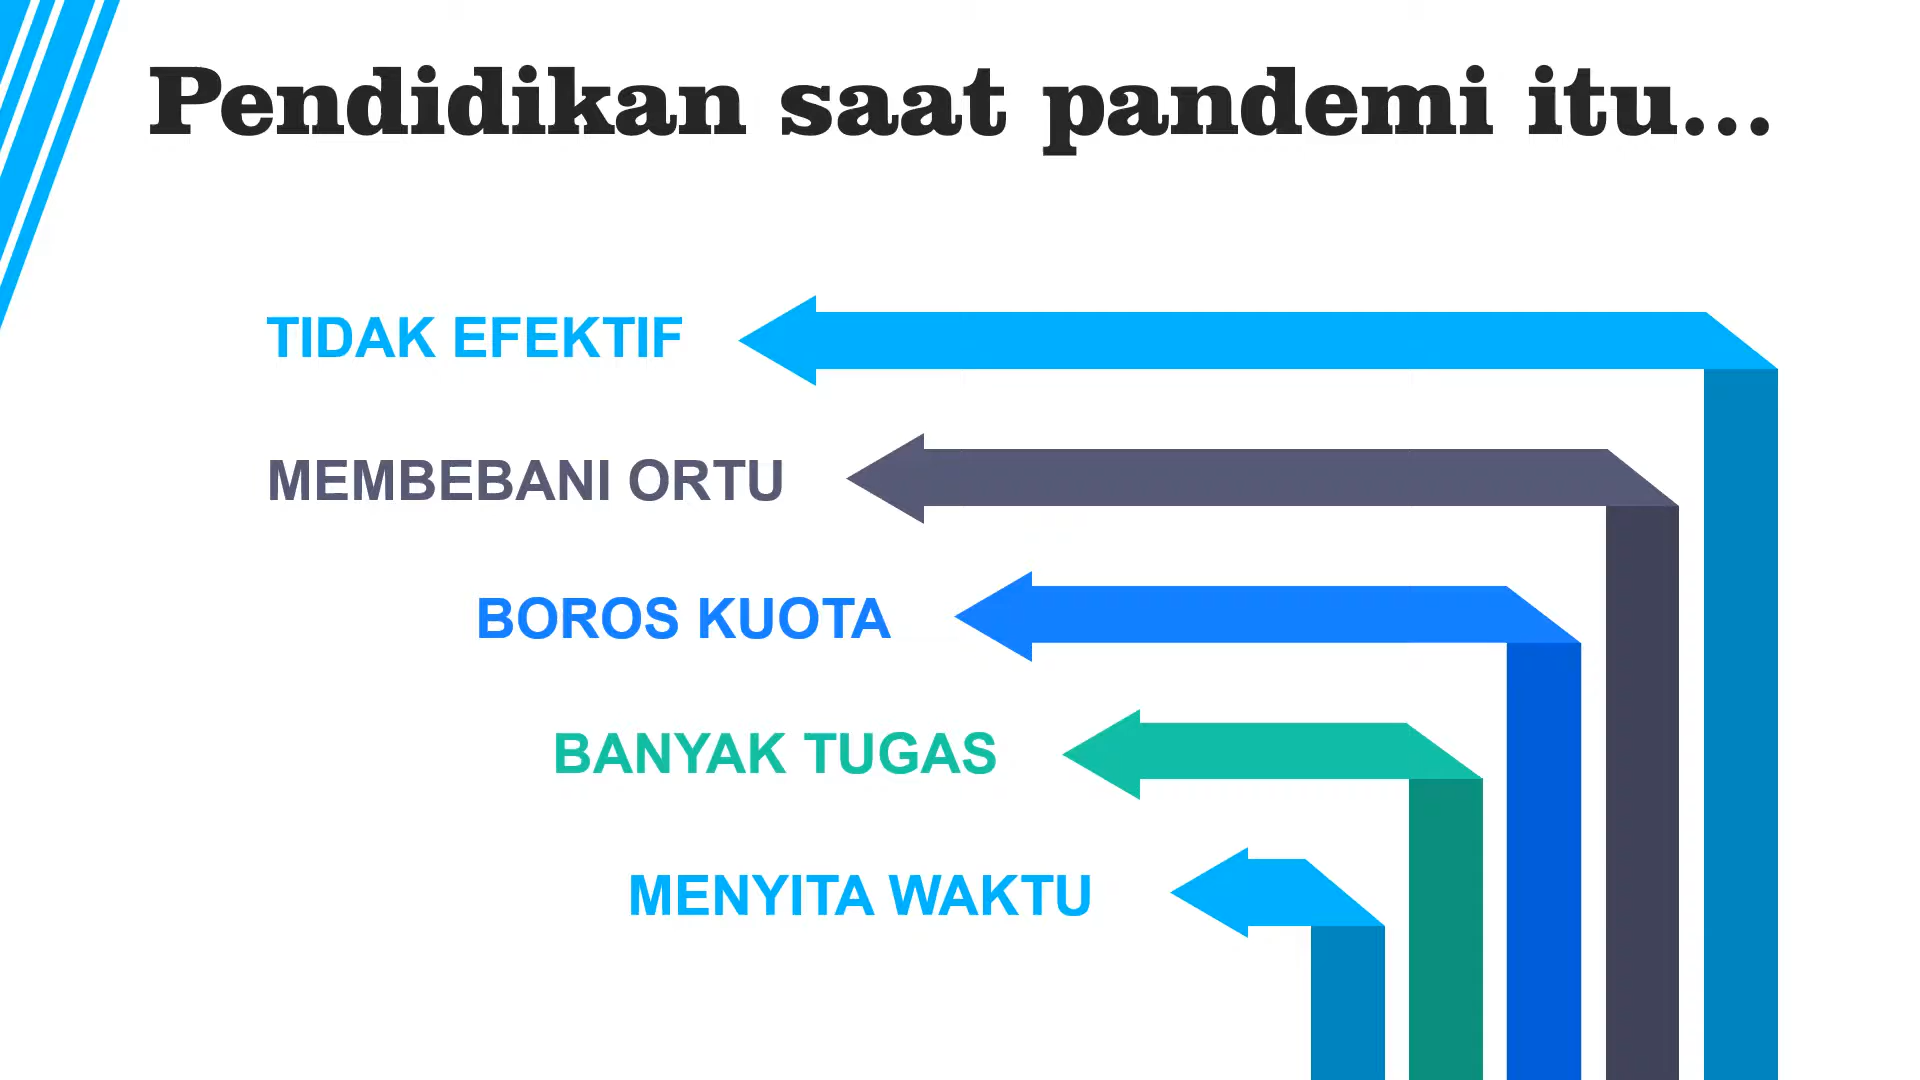 Pendidikan saat pandemi itu...
TIDAK EFEKTIF
MEMBEBANI ORTU
BOROS KUOTA
BANYAK TUGAS
MENYITA WAKTU